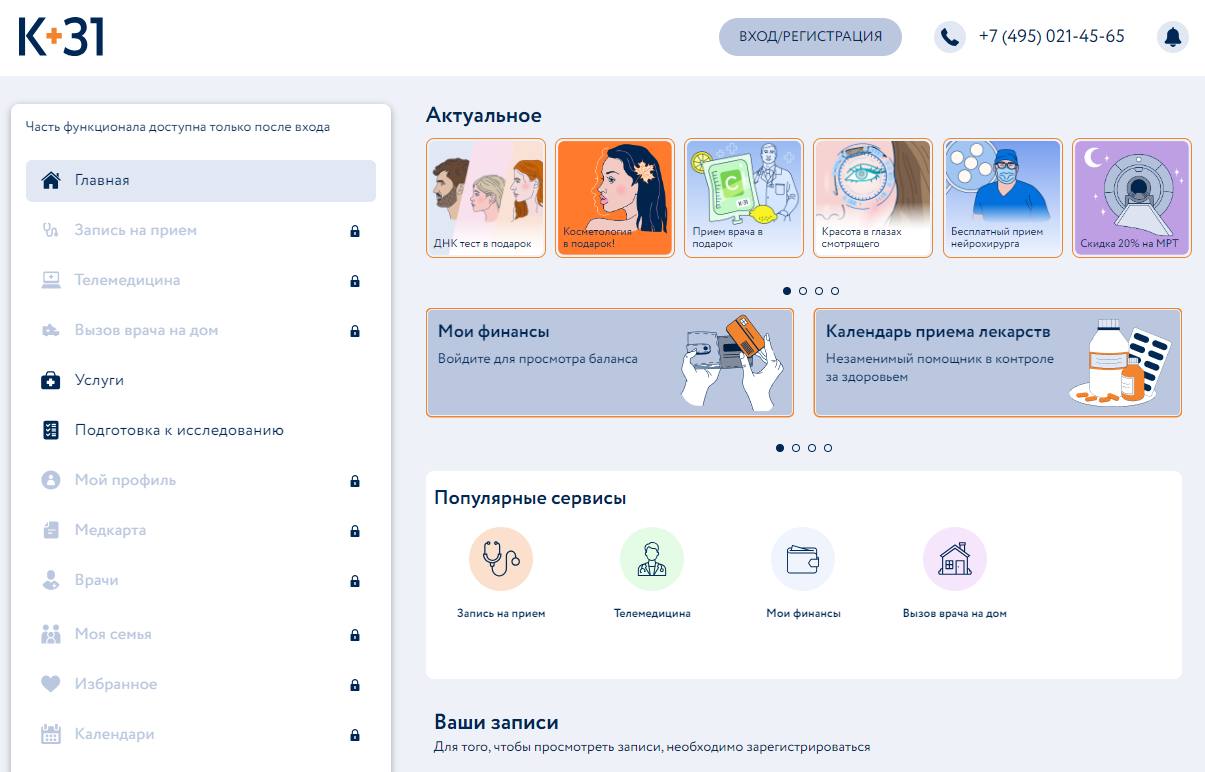 К+31
ВХОД/РЕГИСТРАЦИЯ
+7 (495) 021-45-65
Часть функционала доступна только после входа
Главная
Запись на прием
Телемедицина
Вызов врача на дом
Услуги
Подготовка к исследованию
Мой профиль
Медкарта
Врачи
Моя семья
Избранное
Календари
Актуальное
ДНК тест в подарок
Косметология
в подарок!
C
К+31
Прием врача в
подарок
Красота в глазах
смотрящего
Бесплатный прием
нейрохирурга
Скидка 20% на МРТ
Мои финансы
Войдите для просмотра баланса
Календарь приема лекарств
Незаменимый помощник в контроле
за здоровьем
Популярные сервисы
Запись на прием
Телемедицина
Мои финансы
Вызов врача на дом
Ваши записи
Для того, чтобы просмотреть записи, необходимо зарегистрироваться